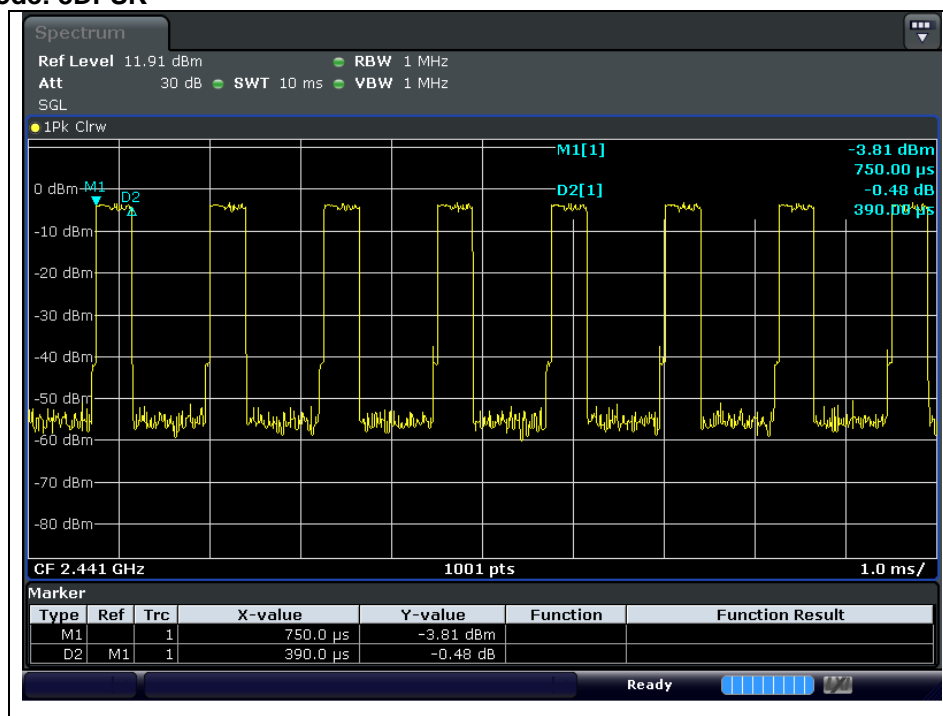 Spectrum
Ref Level 11.91 dBm RBW 1 MHz
Att 30 dB SWT 10 ms VBW 1 MHz
SGL
1Pk Clrw
M1[1] -3.81 dBm
750.00 µs
D2[1] -0.48 dB
390.00 µs
M1
D2
0 dBm
-10 dBm
-20 dBm
-30 dBm
-40 dBm
-50 dBm
-60 dBm
-70 dBm
-80 dBm
CF 2.441 GHz 1001 pts 1.0 ms/
Marker
Type Ref Trc X-value Y-value Function Function Result
M1 1 750.0 µs -3.81 dBm
D2 M1 1 390.0 µs -0.48 dB
Ready